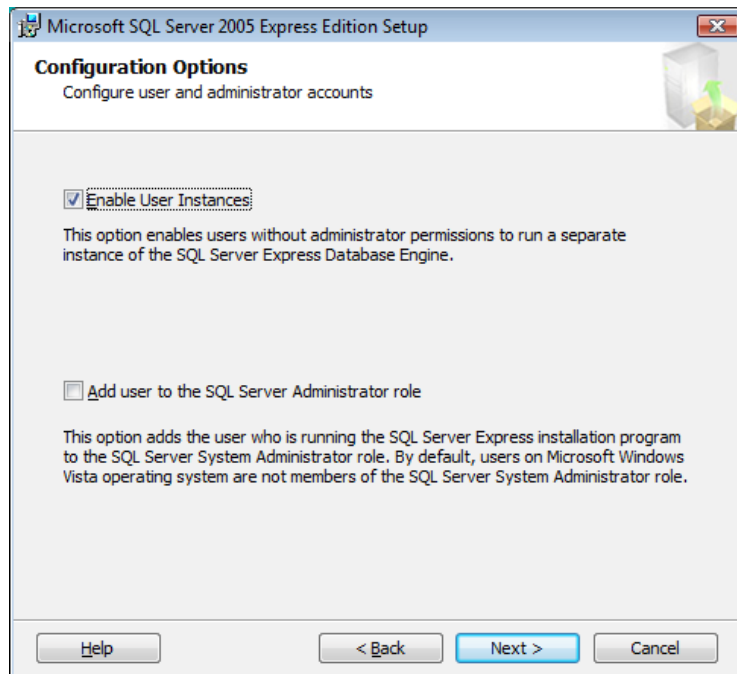 Microsoft SQL Server 2005 Express Edition Setup
Configuration Options
Configure user and administrator accounts
Enable User Instances
This option enables users without administrator permissions to run a separate
instance of the SQL Server Express Database Engine.
Add user to the SQL Server Administrator role
This option adds the user who is running the SQL Server Express installation program
to the SQL Server System Administrator role. By default, users on Microsoft Windows
Vista operating system are not members of the SQL Server System Administrator role.
Help
< Back
Next >
Cancel